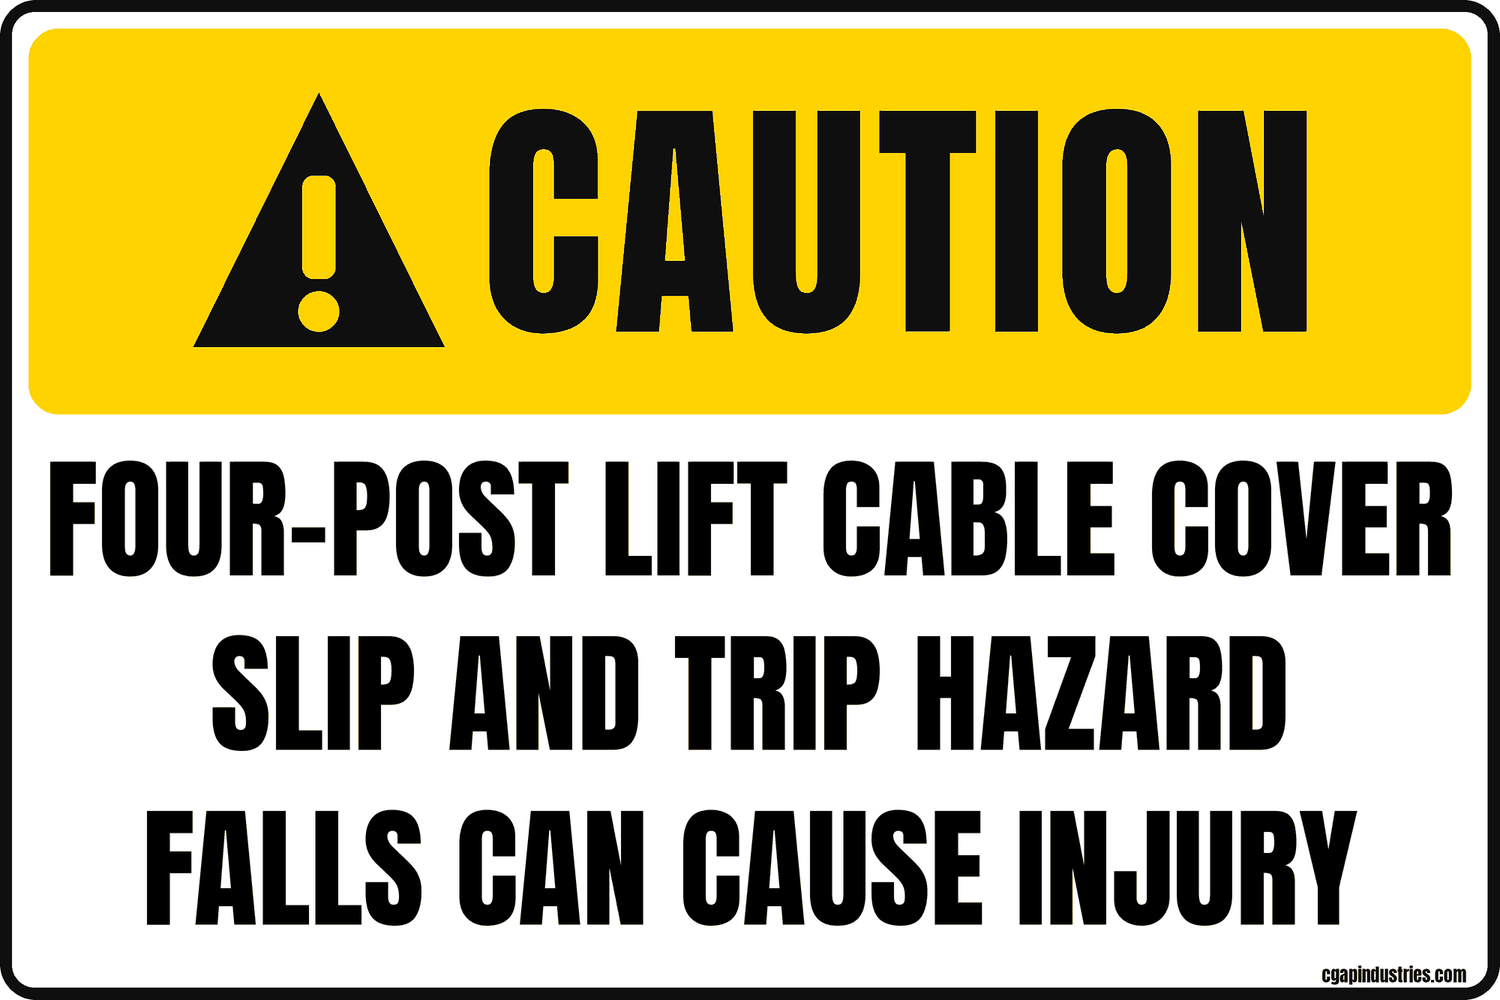 CAUTION
FOUR-POST LIFT CABLE COVER
SLIP AND TRIP HAZARD
FALLS CAN CAUSE INJURY
cgapindustries.com